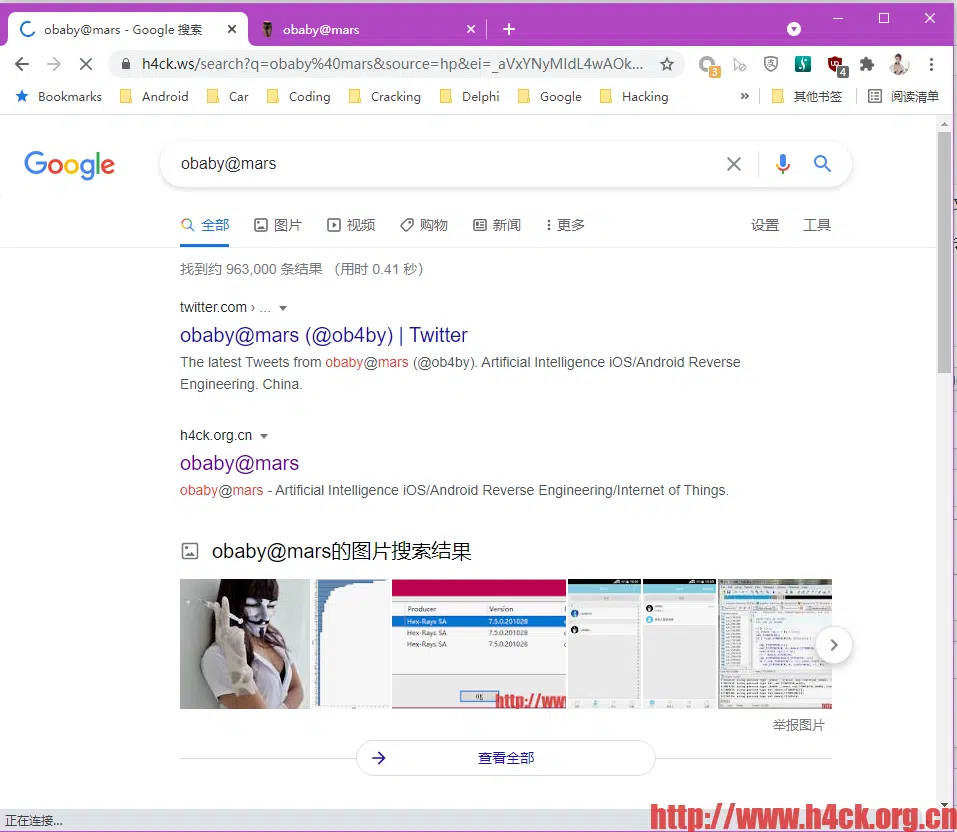 obaby@mars - Google 搜索
obaby@mars
h4ck.ws/search?q=obaby%40mars&source=hp&ei=_aVxYNyMIdL4wAOk...
3
4
Bookmarks Android Car Coding Cracking Delphi Google Hacking » 其他书签 阅读清单
Google
obaby@mars
全部 图片 视频 购物 新闻 更多 设置 工具
找到约 963,000 条结果 （用时 0.41 秒）
twitter.com › ...
obaby@mars (@ob4by) | Twitter
The latest Tweets from obaby@mars (@ob4by). Artificial Intelligence iOS/Android Reverse
Engineering. China.
h4ck.org.cn
obaby@mars
obaby@mars - Artificial Intelligence iOS/Android Reverse Engineering/Internet of Things.
obaby@mars的图片搜索结果
Producer Version
Hex-Rays SA 7.5.0.201028
Hex-Rays SA 7.5.0.201028
Hex-Rays SA 7.5.0.201028
OK
http://ww
举报图片
查看全部
正在连接...
http://www.h4ck.org.cn